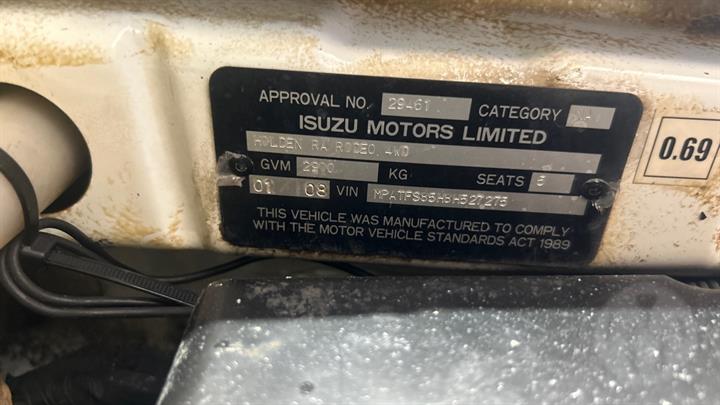 APPROVAL NO. 29461 CATEGORY
ISUZU MOTORS LIMITED
HOLDEN RA RODEO 4WD
GVM KG SEATS 5
01 08 VIN
THIS VEHICLE WAS MANUFACTURED TO COMPLY
WITH THE MOTOR VEHICLE STANDARDS ACT 1989
0.69